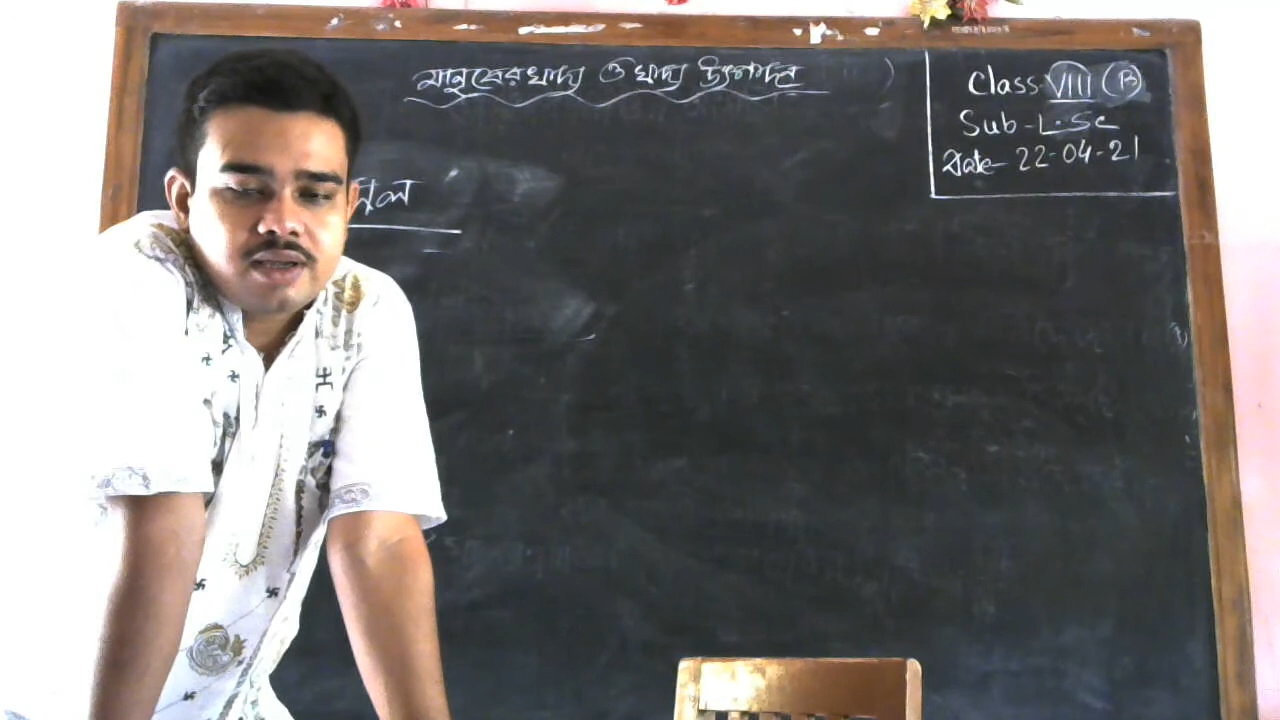 মানুষের খাদ্য ও খাদ্য উৎপাদন
Class-VIII (B)
Sub-L.Sc
Date-22-04-21